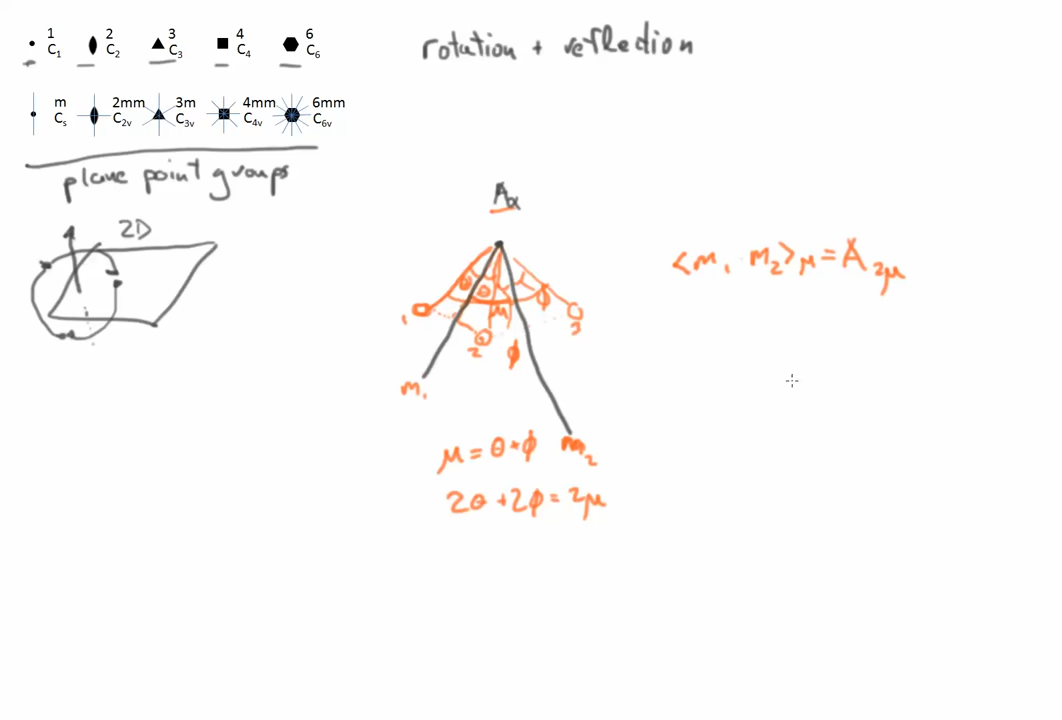 1 2 3 4 6
C1 C2 C3 C4 C6
m 2mm 3m 4mm 6mm
Cs C2v C3v C4v C6v
rotation + reflection
plane point groups
2D
Aα
<m1 m2>μ = A2μ
θ θ μ φ
1 2 3
φ
m1
m2
μ = θ + φ
2θ + 2φ = 2μ